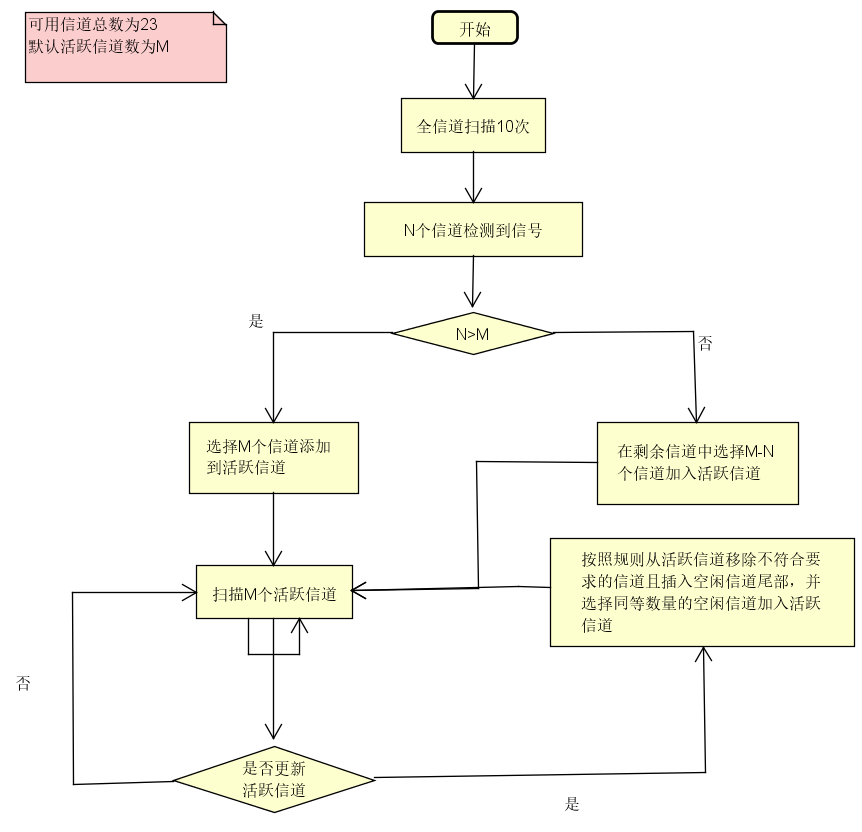 可用信道总数为23
默认活跃信道数为M
开始
全信道扫描10次
N个信道检测到信号
是
N>M
否
选择M个信道添加
到活跃信道
在剩余信道中选择M-N
个信道加入活跃信道
扫描M个活跃信道
按照规则从活跃信道移除不符合要
求的信道且插入空闲信道尾部，并
选择同等数量的空闲信道加入活跃
信道
否
是否更新
活跃信道
是